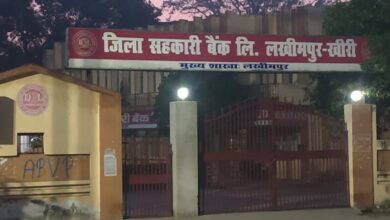 जिला सहकारी बैंक लि. लखीमपुर-खीरी
मुख्य शाखा: लखीमपुर
बैंक
ABVP